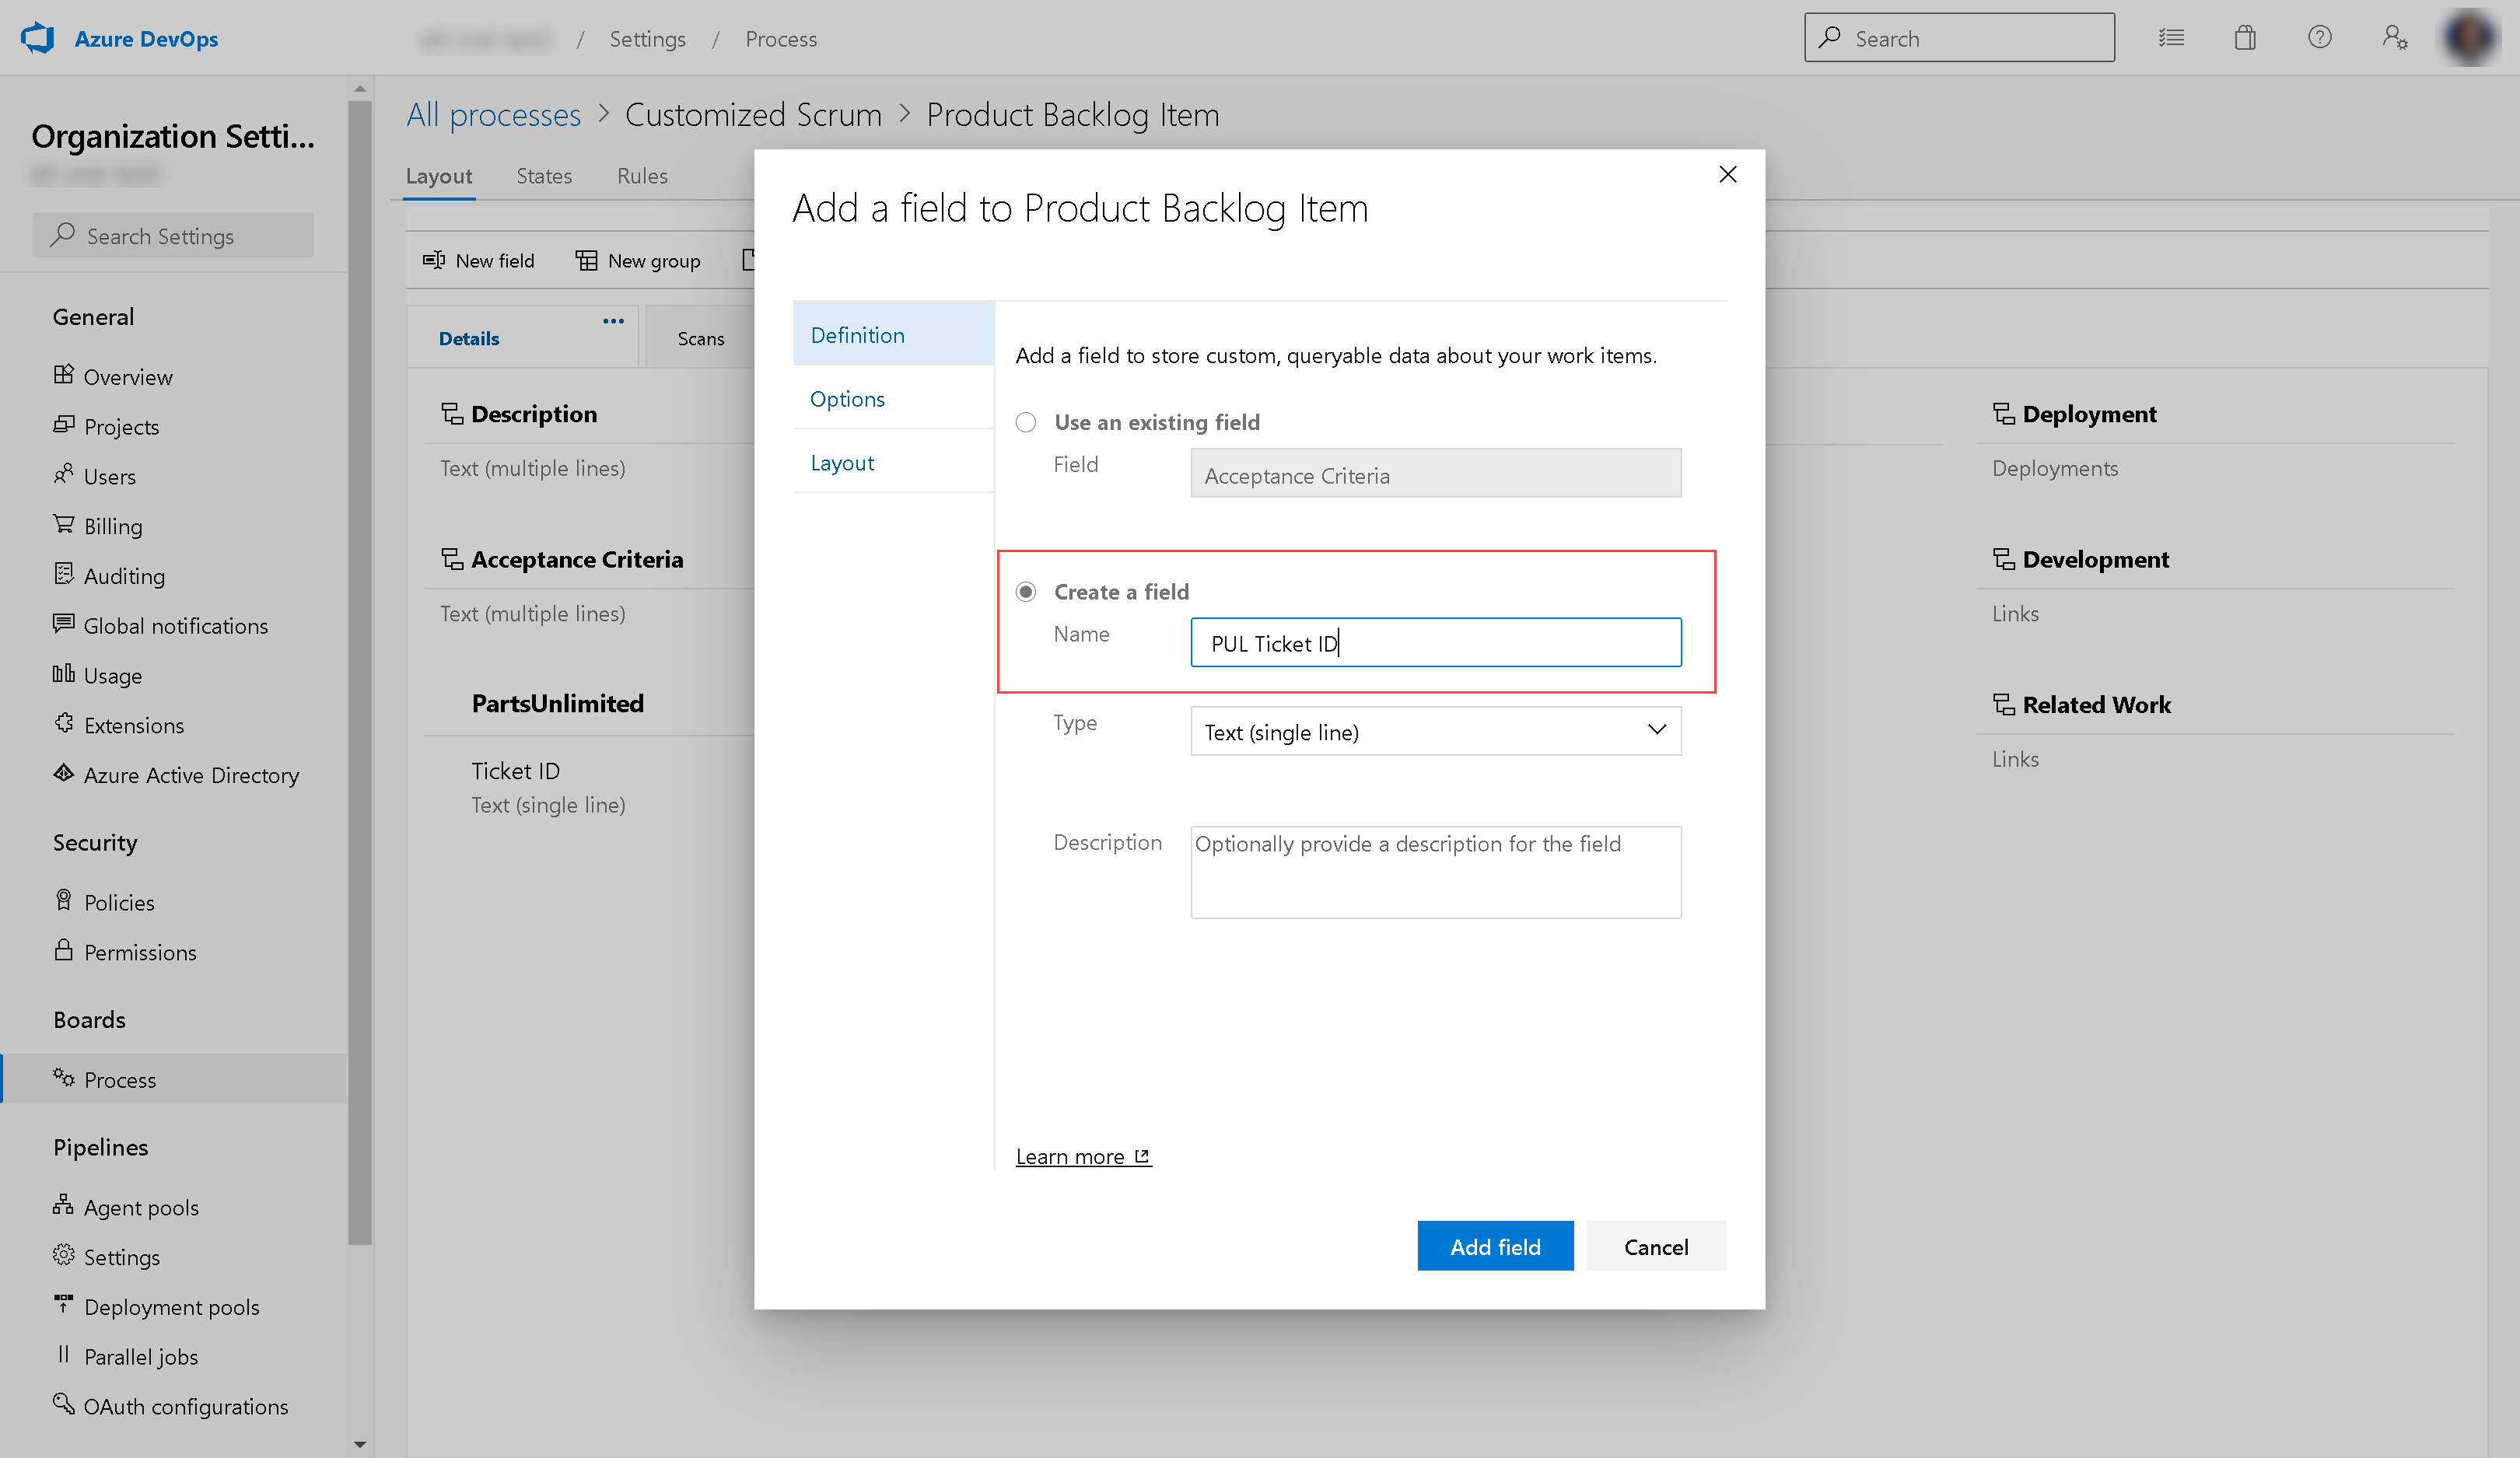 Azure DevOps
/ Settings / Process
Search
Organization Setti...
Search Settings
General
Overview
Projects
Users
Billing
Auditing
Global notifications
Usage
Extensions
Azure Active Directory
Security
Policies
Permissions
Boards
Process
Pipelines
Agent pools
Settings
Deployment pools
Parallel jobs
OAuth configurations
All processes > Customized Scrum > Product Backlog Item
Layout States Rules
New field New group
Details ... Scans
Description
Text (multiple lines)
Acceptance Criteria
Text (multiple lines)
PartsUnlimited
Ticket ID
Text (single line)
Add a field to Product Backlog Item
Definition
Options
Layout
Add a field to store custom, queryable data about your work items.
Use an existing field
Field Acceptance Criteria
Create a field
Name PUL Ticket ID
Type Text (single line)
Description Optionally provide a description for the field
Learn more
Add field Cancel
Deployment
Deployments
Development
Links
Related Work
Links